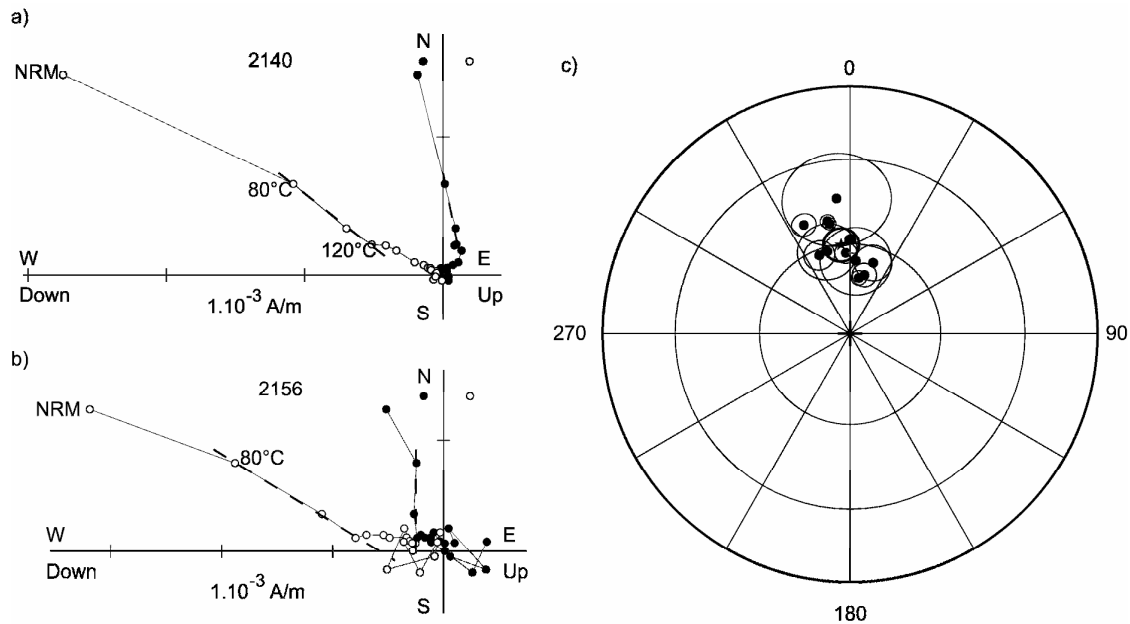 a)
N
2140
NRM
80°C
120°C
W
E
Down
Up
1.10⁻³ A/m
S
b)
N
2156
NRM
80°C
W
E
Down
Up
1.10⁻³ A/m
S
c)
0
270
90
180